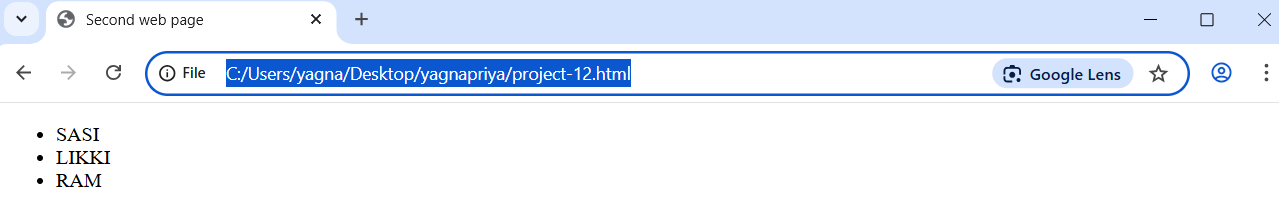 Second web page
File C:/Users/yagna/Desktop/yagnapriya/project-12.html Google Lens
SASI
LIKKI
RAM